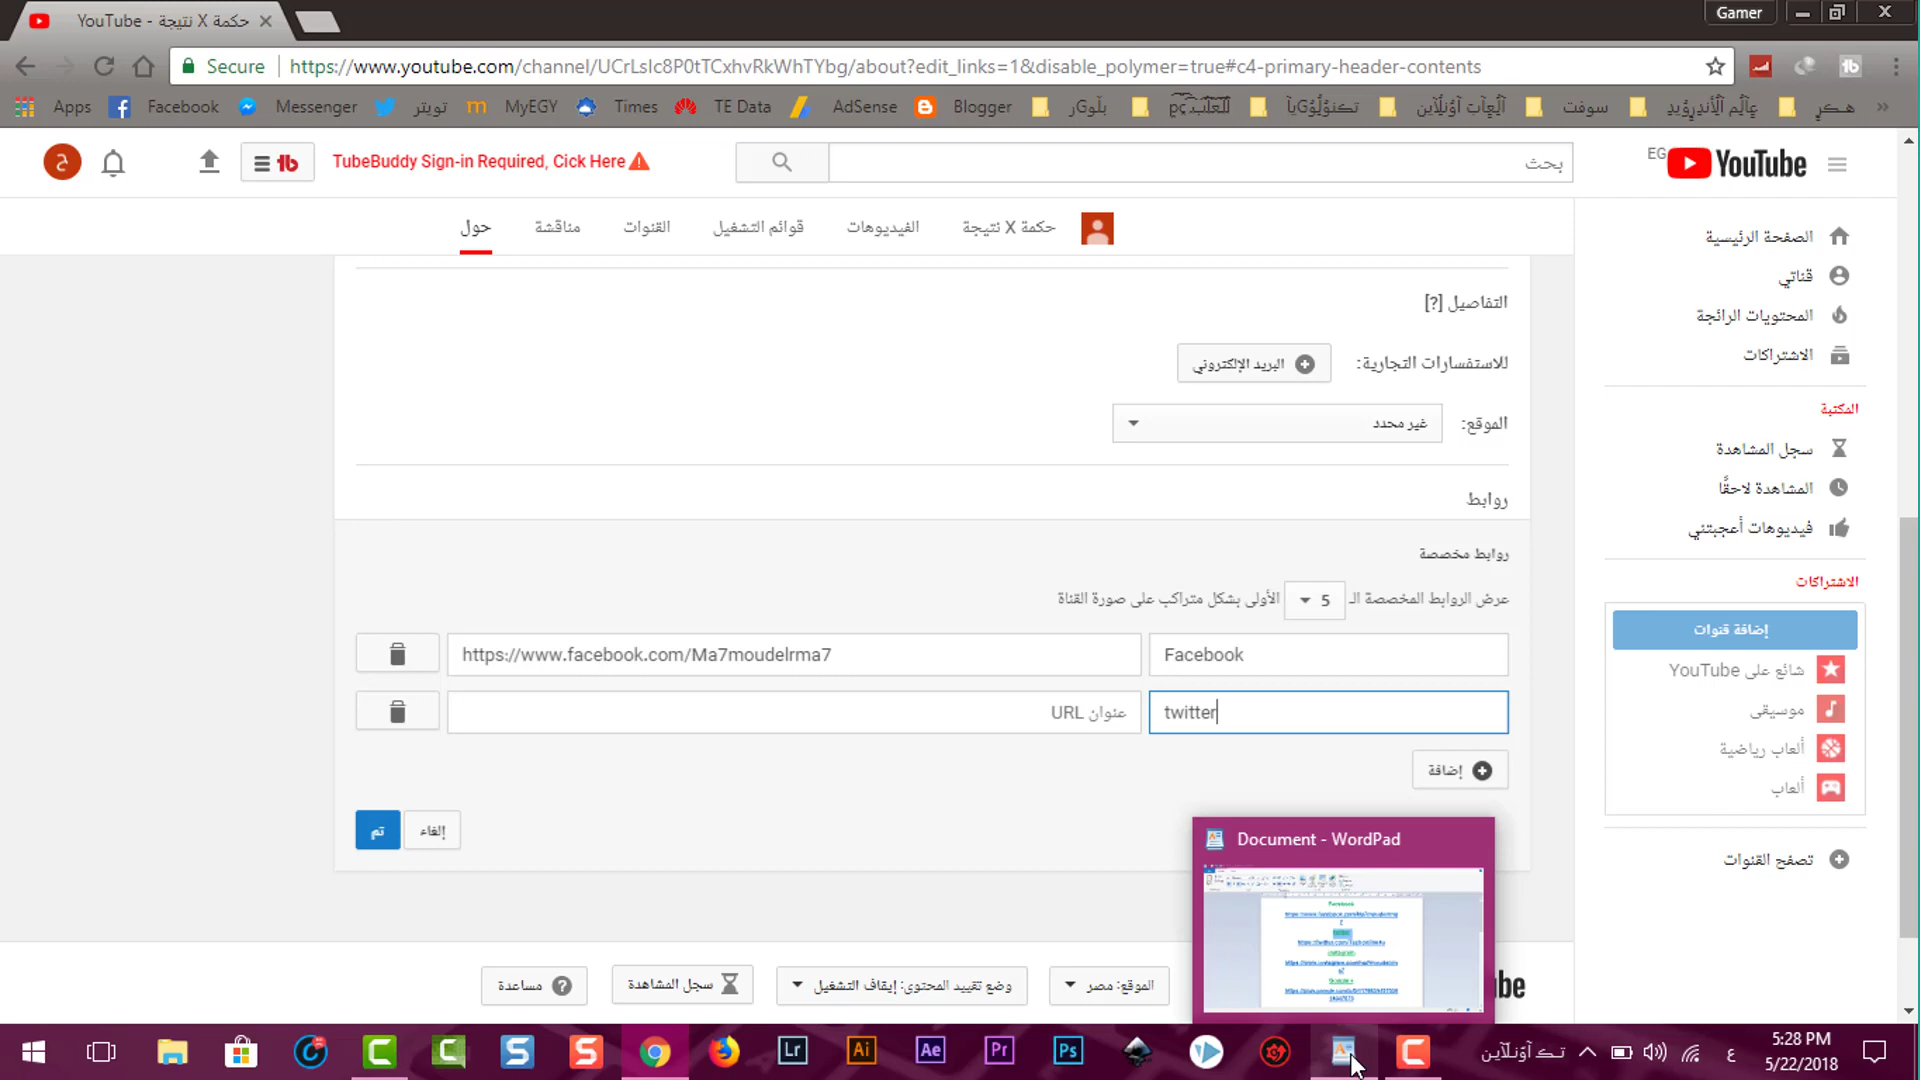 YouTube - حكمة X نتيجة
Gamer
Secure
https://www.youtube.com/channel/UCrLslc8P0tTCxhvRkWhTYbg/about?edit_links=1&disable_polymer=true#c4-primary-header-contents
Apps
Facebook
Messenger
تويتر
MyEGY
Times
TE Data
AdSense
Blogger
سوفت
TubeBuddy Sign-in Required, Cick Here
بحث
YouTube EG
حكمة X نتيجة
الفيديوهات
قوائم التشغيل
القنوات
مناقشة
حول
الصفحة الرئيسية
قناتي
المحتويات الرائجة
الاشتراكات
المكتبة
سجل المشاهدة
المشاهدة لاحقًا
فيديوهات أعجبتني
الاشتراكات
إضافة قنوات
شائع على YouTube
موسيقى
ألعاب رياضية
ألعاب
تصفح القنوات
التفاصيل [?]
للاستفسارات التجارية:
البريد الإلكتروني
الموقع:
غير محدد
روابط
روابط مخصصة
عرض الروابط المخصصة الـ 5 الأولى بشكل متراكب على صورة القناة
Facebook
https://www.facebook.com/Ma7moudelrma7
twitter
عنوان URL
إضافة
إلغاء
تم
Document - WordPad
الموقع: مصر
وضع تقييد المحتوى: إيقاف التشغيل
سجل المشاهدة
مساعدة
5:28 PM
5/22/2018
ع